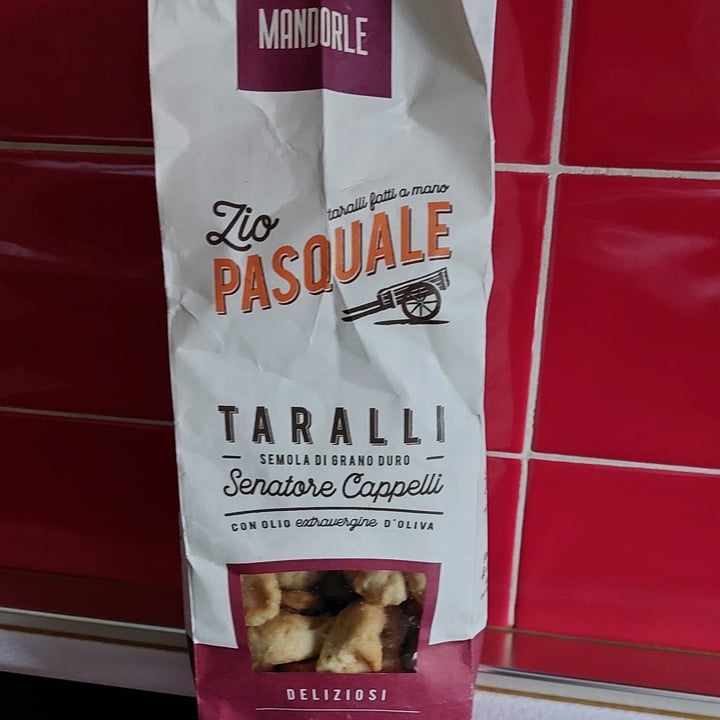 MANDORLE
Zio
taralli fatti a mano
PASQUALE
TARALLI
SEMOLA DI GRANO DURO
Senatore Cappelli
CON OLIO extravergine D'OLIVA
DELIZIOSI